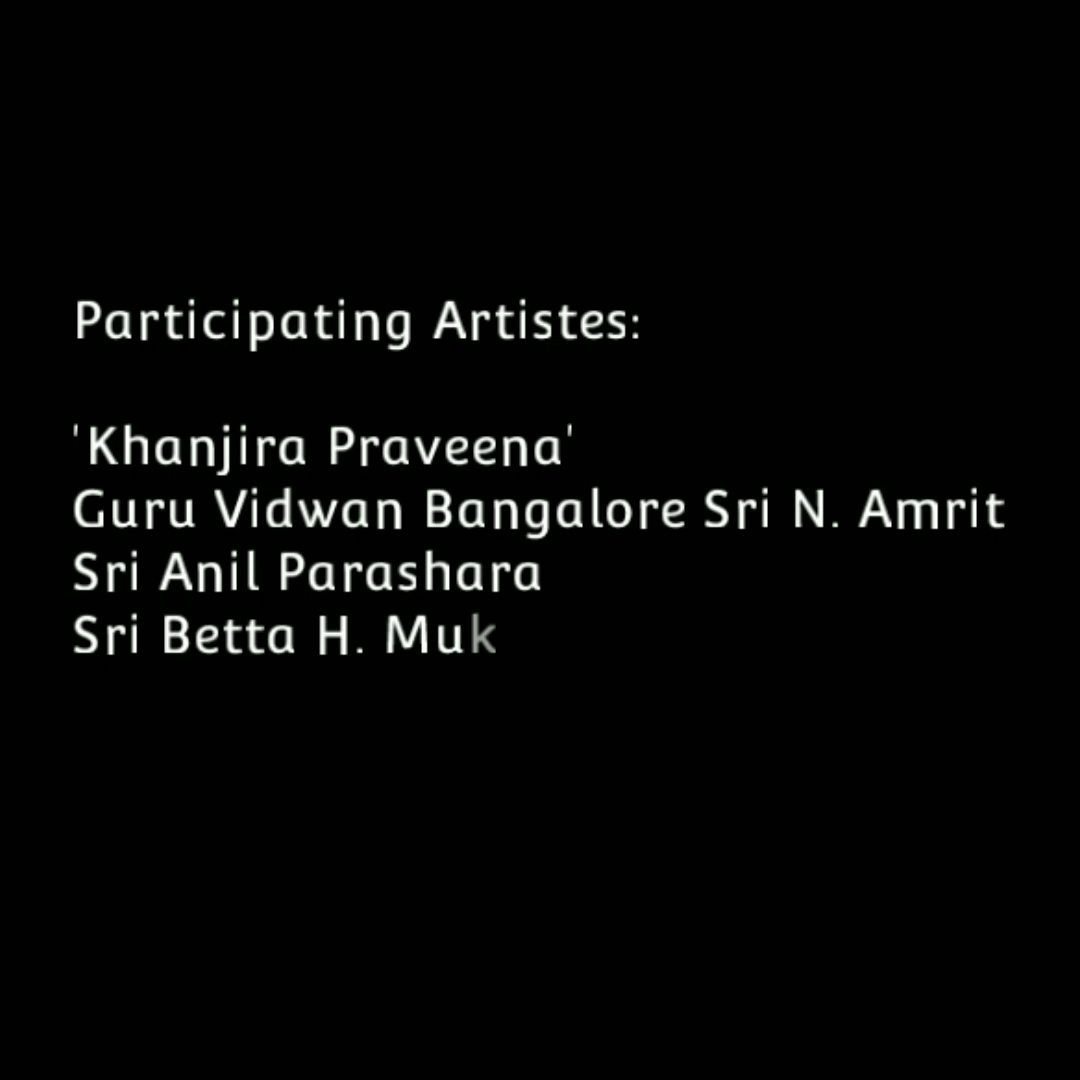 Participating Artistes:
'Khanjira Praveena'
Guru Vidwan Bangalore Sri N. Amrit
Sri Anil Parashara
Sri Betta H. Muk